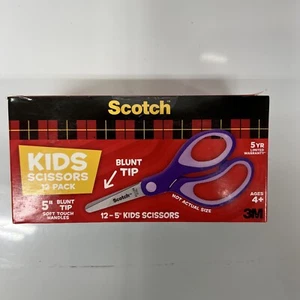 Scotch
KIDS
SCISSORS
12 PACK
BLUNT
TIP
5 YR
LIMITED
WARRANTY
Scotch
5" BLUNT
TIP
SOFT TOUCH
HANDLES
12 - 5" KIDS SCISSORS
NOT ACTUAL SIZE
AGES
4+
3M